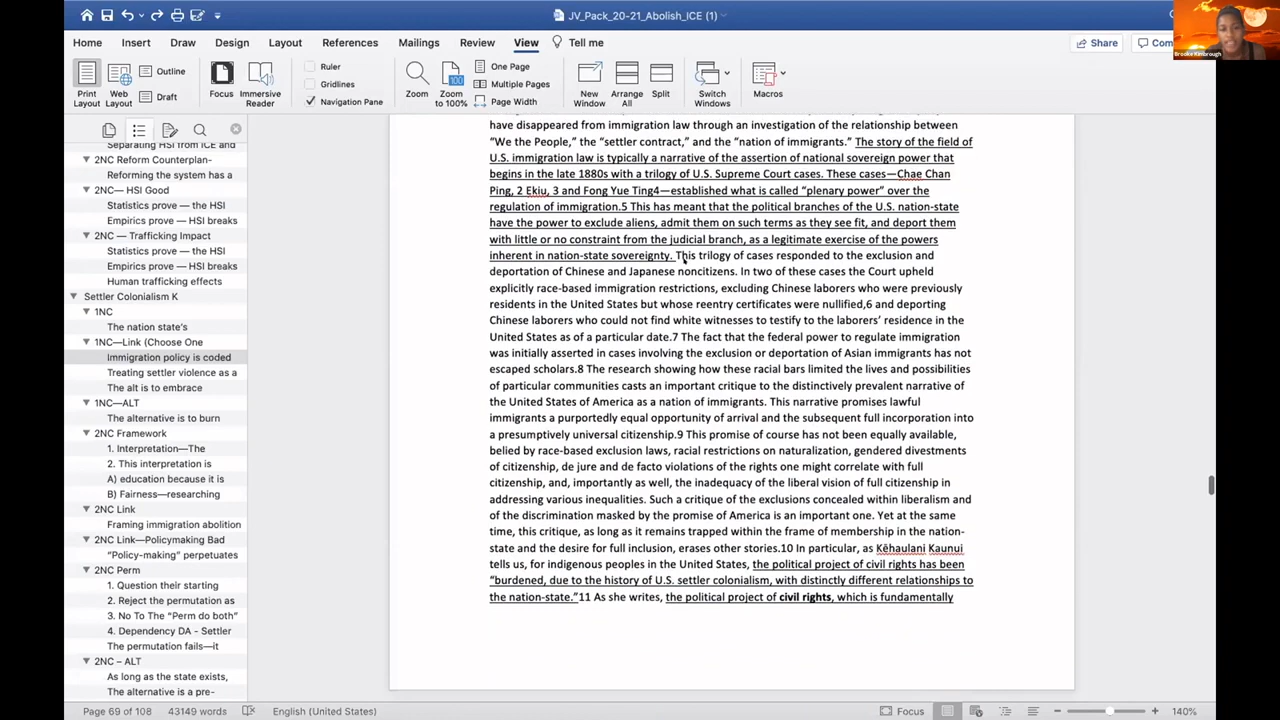 JV_Pack_20-21_Abolish_ICE (1)
Home Insert Draw Design Layout References Mailings Review View Tell me
Share
Print Layout
Web Layout
Outline
Draft
Focus
Immersive Reader
Ruler
Gridlines
Navigation Pane
Zoom
Zoom to 100%
One Page
Multiple Pages
Page Width
New Window
Arrange All
Split
Switch Windows
Macros
Brooke Kimbrough
Separating HSI from ICE and
2NC Reform Counterplan-
Reforming the system has a
2NC— HSI Good
Statistics prove — the HSI
Empirics prove — HSI breaks
2NC — Trafficking Impact
Statistics prove — the HSI
Empirics prove — HSI breaks
Human trafficking effects
Settler Colonialism K
1NC
The nation state's
1NC—Link (Choose One
Immigration policy is coded
Treating settler violence as a
The alt is to embrace
1NC—ALT
The alternative is to burn
2NC Framework
1. Interpretation—The
2. This interpretation is
A) education because it is
B) Fairness—researching
2NC Link
Framing immigration abolition
2NC Link—Policymaking Bad
"Policy-making" perpetuates
2NC Perm
1. Question their starting
2. Reject the permutation as
3. No To The "Perm do both"
4. Dependency DA - Settler
The permutation fails—it
2NC – ALT
As long as the state exists,
The alternative is a pre-
have disappeared from immigration law through an investigation of the relationship between
"We the People," the "settler contract," and the "nation of immigrants." The story of the field of
U.S. immigration law is typically a narrative of the assertion of national sovereign power that
begins in the late 1880s with a trilogy of U.S. Supreme Court cases. These cases—Chae Chan
Ping, 2 Ekiu, 3 and Fong Yue Ting4—established what is called "plenary power" over the
regulation of immigration.5 This has meant that the political branches of the U.S. nation-state
have the power to exclude aliens, admit them on such terms as they see fit, and deport them
with little or no constraint from the judicial branch, as a legitimate exercise of the powers
inherent in nation-state sovereignty. This trilogy of cases responded to the exclusion and
deportation of Chinese and Japanese noncitizens. In two of these cases the Court upheld
explicitly race-based immigration restrictions, excluding Chinese laborers who were previously
residents in the United States but whose reentry certificates were nullified,6 and deporting
Chinese laborers who could not find white witnesses to testify to the laborers' residence in the
United States as of a particular date.7 The fact that the federal power to regulate immigration
was initially asserted in cases involving the exclusion or deportation of Asian immigrants has not
escaped scholars.8 The research showing how these racial bars limited the lives and possibilities
of particular communities casts an important critique to the distinctively prevalent narrative of
the United States of America as a nation of immigrants. This narrative promises lawful
immigrants a purportedly equal opportunity of arrival and the subsequent full incorporation into
a presumptively universal citizenship.9 This promise of course has not been equally available,
belied by race-based exclusion laws, racial restrictions on naturalization, gendered divestments
of citizenship, de jure and de facto violations of the rights one might correlate with full
citizenship, and, importantly as well, the inadequacy of the liberal vision of full citizenship in
addressing various inequalities. Such a critique of the exclusions concealed within liberalism and
of the discrimination masked by the promise of America is an important one. Yet at the same
time, this critique, as long as it remains trapped within the frame of membership in the nation-
state and the desire for full inclusion, erases other stories.10 In particular, as Kēhaulani Kaunui
tells us, for indigenous peoples in the United States, the political project of civil rights has been
"burdened, due to the history of U.S. settler colonialism, with distinctly different relationships to
the nation-state."11 As she writes, the political project of civil rights, which is fundamentally
Page 69 of 108 43149 words English (United States) Focus 140%